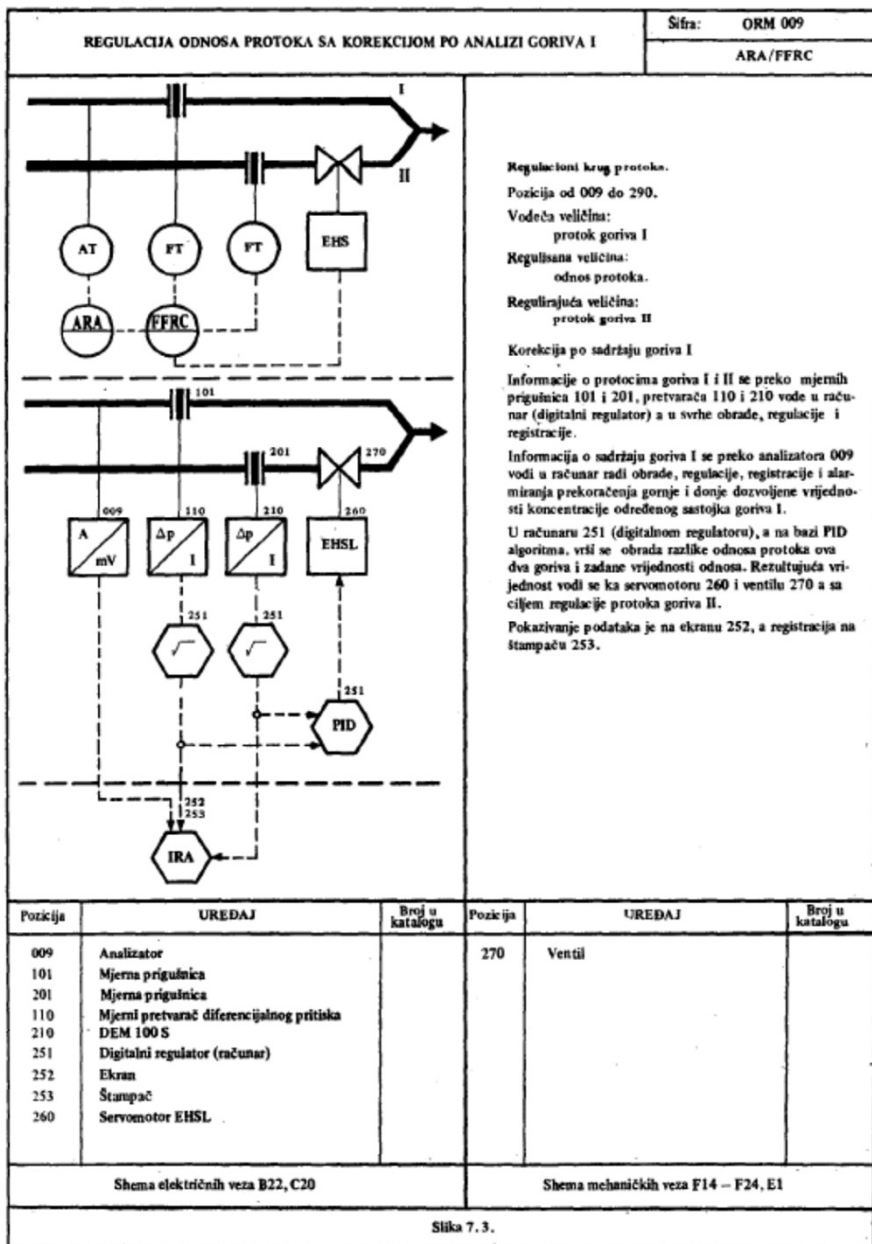 REGULACIJA ODNOSA PROTOKA SA KOREKCIJOM PO ANALIZI GORIVA I
Šifra: ORM 009
ARA/FFRC
I
II
AT
FT
FT
EHS
ARA
FFRC
101
201
270
009
110
210
260
A
mV
Δp
I
Δp
I
EHSL
251
251
√
√
251
PID
252
253
IRA
Regulacioni krug protoka.
Pozicija od 009 do 290.
Vodeća veličina:
protok goriva I
Regulisana veličina:
odnos protoka.
Regulirajuća veličina:
protok goriva II
Korekcija po sadržaju goriva I
Informacije o protocima goriva I i II se preko mjernih
prigušnica 101 i 201, pretvarača 110 i 210 vode u raču-
nar (digitalni regulator) a u svrhe obrade, regulacije i
registracije.
Informacija o sadržaju goriva I se preko analizatora 009
vodi u računar radi obrade, regulacije, registracije i alar-
miranja prekoračenja gornje i donje dozvoljene vrijedno-
sti koncentracije određenog sastojka goriva I.
U računaru 251 (digitalnom regulatoru), a na bazi PID
algoritma, vrši se obrada razlike odnosa protoka ova
dva goriva i zadane vrijednosti odnosa. Rezultujuća vri-
jednost vodi se ka servomotoru 260 i ventilu 270 a sa
ciljem regulacije protoka goriva II.
Pokazivanje podataka je na ekranu 252, a registracija na
štampaču 253.
Pozicija UREĐAJ Broj u katalogu Pozicija UREĐAJ Broj u katalogu
009 Analizator 270 Ventil
101 Mjerna prigušnica
201 Mjerna prigušnica
110 Mjerni pretvarač diferencijalnog pritiska
210 DEM 100 S
251 Digitalni regulator (računar)
252 Ekran
253 Štampač
260 Servomotor EHSL
Shema električnih veza B22, C20 Shema mehaničkih veza F14 – F24, E1
Slika 7.3.